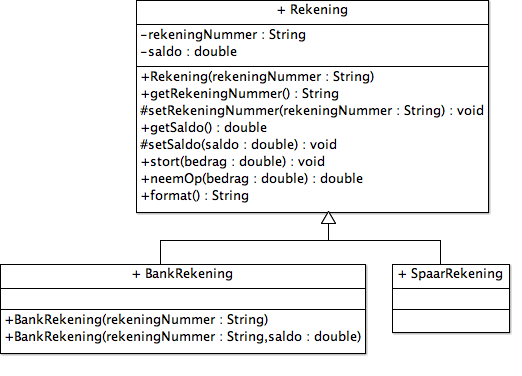 + Rekening
-rekeningNummer : String
-saldo : double
+Rekening(rekeningNummer : String)
+getRekeningNummer() : String
#setRekeningNummer(rekeningNummer : String) : void
+getSaldo() : double
#setSaldo(saldo : double) : void
+stort(bedrag : double) : void
+neemOp(bedrag : double) : double
+format() : String
+ BankRekening
+BankRekening(rekeningNummer : String)
+BankRekening(rekeningNummer : String,saldo : double)
+ SpaarRekening